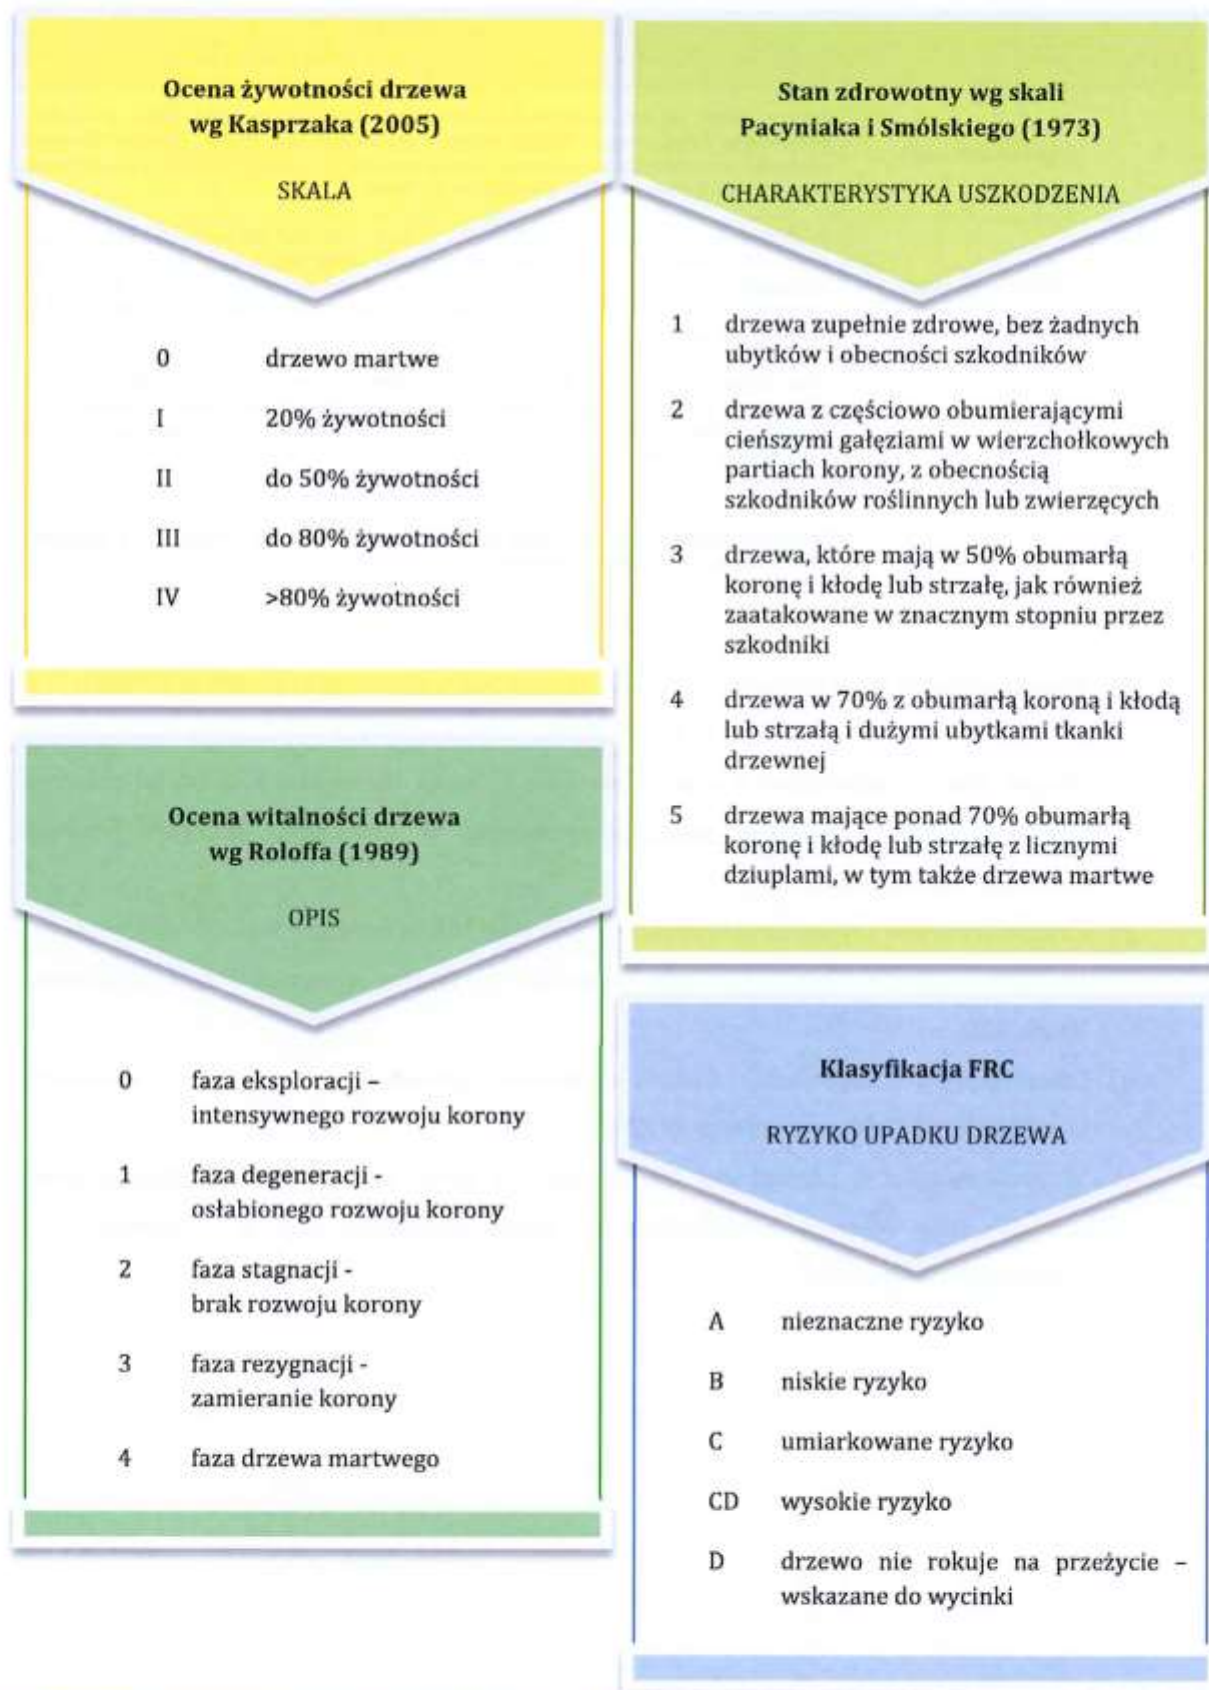 Ocena żywotności drzewa
wg Kasprzaka (2005)
SKALA
0 drzewo martwe
I 20% żywotności
II do 50% żywotności
III do 80% żywotności
IV >80% żywotności
Ocena witalności drzewa
wg Roloffa (1989)
OPIS
0 faza eksploracji –
intensywnego rozwoju korony
1 faza degeneracji -
osłabionego rozwoju korony
2 faza stagnacji -
brak rozwoju korony
3 faza rezygnacji -
zamieranie korony
4 faza drzewa martwego
Stan zdrowotny wg skali
Pacyniaka i Smólskiego (1973)
CHARAKTERYSTYKA USZKODZENIA
1 drzewa zupełnie zdrowe, bez żadnych
ubytków i obecności szkodników
2 drzewa z częściowo obumierającymi
cieńszymi gałęziami w wierzchołkowych
partiach korony, z obecnością
szkodników roślinnych lub zwierzęcych
3 drzewa, które mają w 50% obumarłą
koronę i kłodę lub strzałę, jak również
zaatakowane w znacznym stopniu przez
szkodniki
4 drzewa w 70% z obumarłą koroną i kłodą
lub strzałą i dużymi ubytkami tkanki
drzewnej
5 drzewa mające ponad 70% obumarłą
koronę i kłodę lub strzałę z licznymi
dziuplami, w tym także drzewa martwe
Klasyfikacja FRC
RYZYKO UPADKU DRZEWA
A nieznaczne ryzyko
B niskie ryzyko
C umiarkowane ryzyko
CD wysokie ryzyko
D drzewo nie rokuje na przeżycie –
wskazane do wycinki